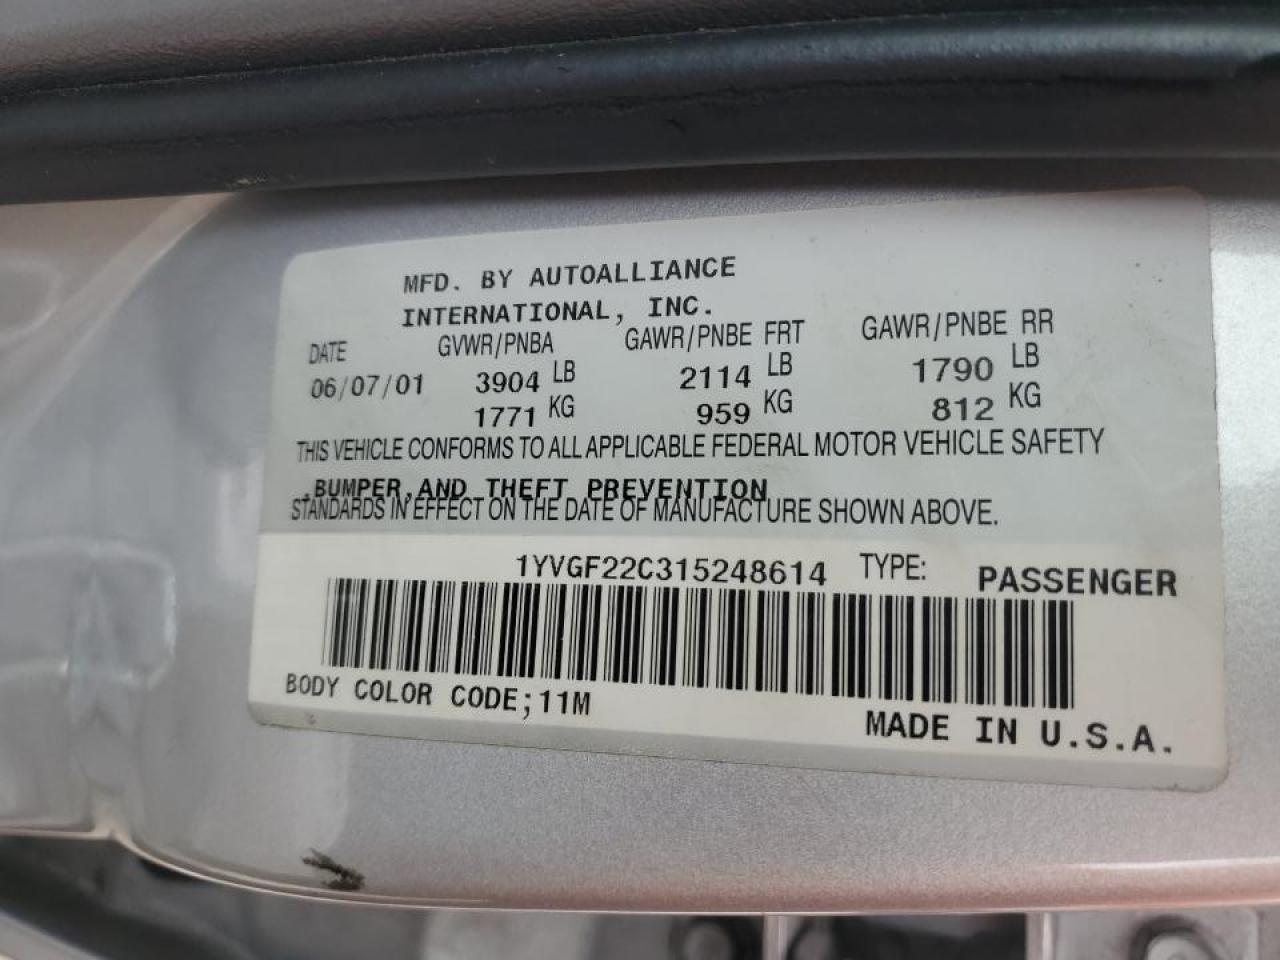 MFD. BY AUTOALLIANCE
INTERNATIONAL, INC.
DATE GVWR/PNBA GAWR/PNBE FRT GAWR/PNBE RR
06/07/01 3904 LB 2114 LB 1790 LB
1771 KG 959 KG 812 KG
THIS VEHICLE CONFORMS TO ALL APPLICABLE FEDERAL MOTOR VEHICLE SAFETY
,BUMPER,AND THEFT PREVENTION
STANDARDS IN EFFECT ON THE DATE OF MANUFACTURE SHOWN ABOVE.
1YVGF22C315248614 TYPE: PASSENGER
BODY COLOR CODE;11M
MADE IN U.S.A.